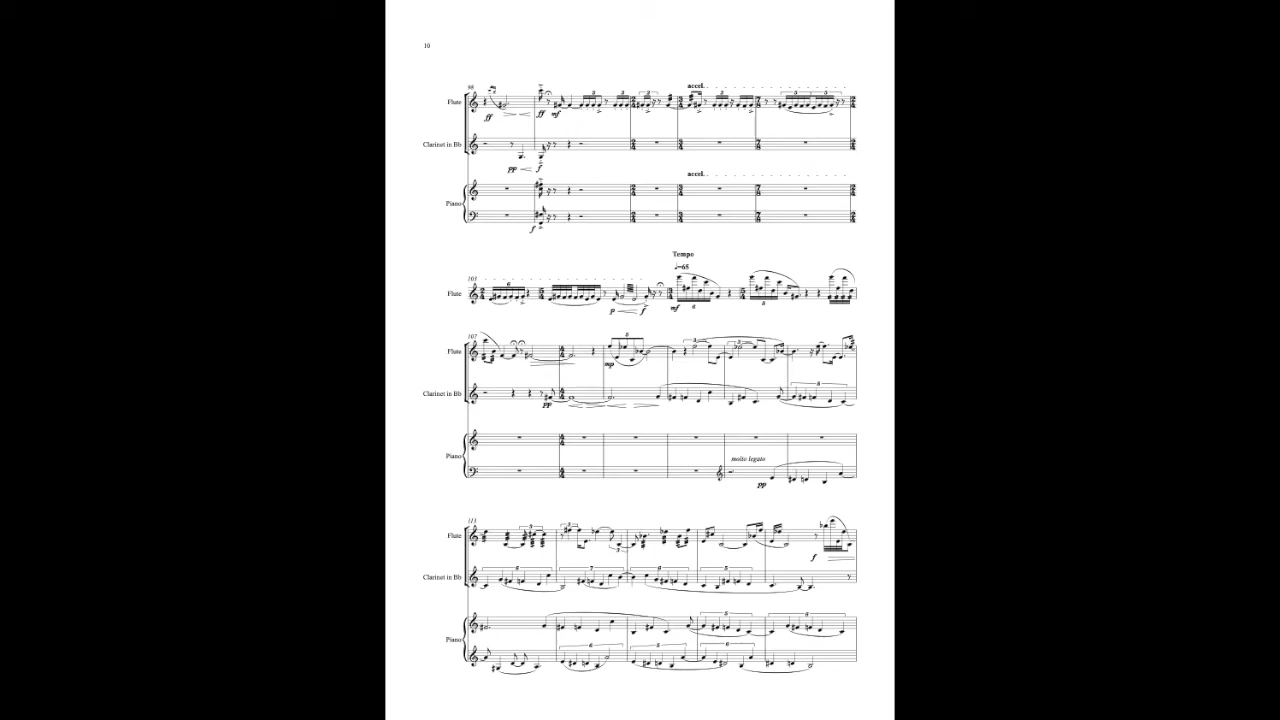 10
98
accel.
Flute
ff
ff
mf
Clarinet in Bb
pp
f
accel.
Piano
f
Tempo
♩=65
103
Flute
p
f
mf
107
Flute
mp
Clarinet in Bb
pp
Piano
molto legato
pp
113
Flute
f
Clarinet in Bb
Piano